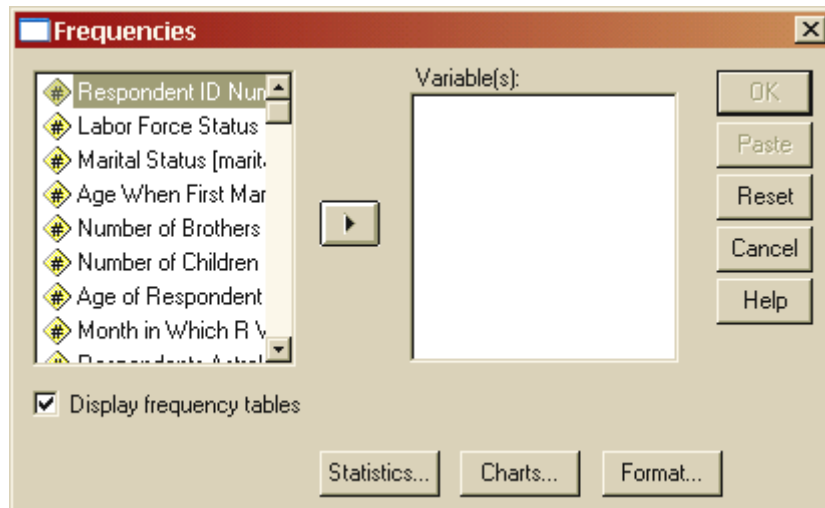 Frequencies
Respondent ID Num
Labor Force Status
Marital Status [marit
Age When First Mar
Number of Brothers
Number of Children
Age of Respondent
Month in Which R
Variable(s):
OK
Paste
Reset
Cancel
Help
Display frequency tables
Statistics...
Charts...
Format...